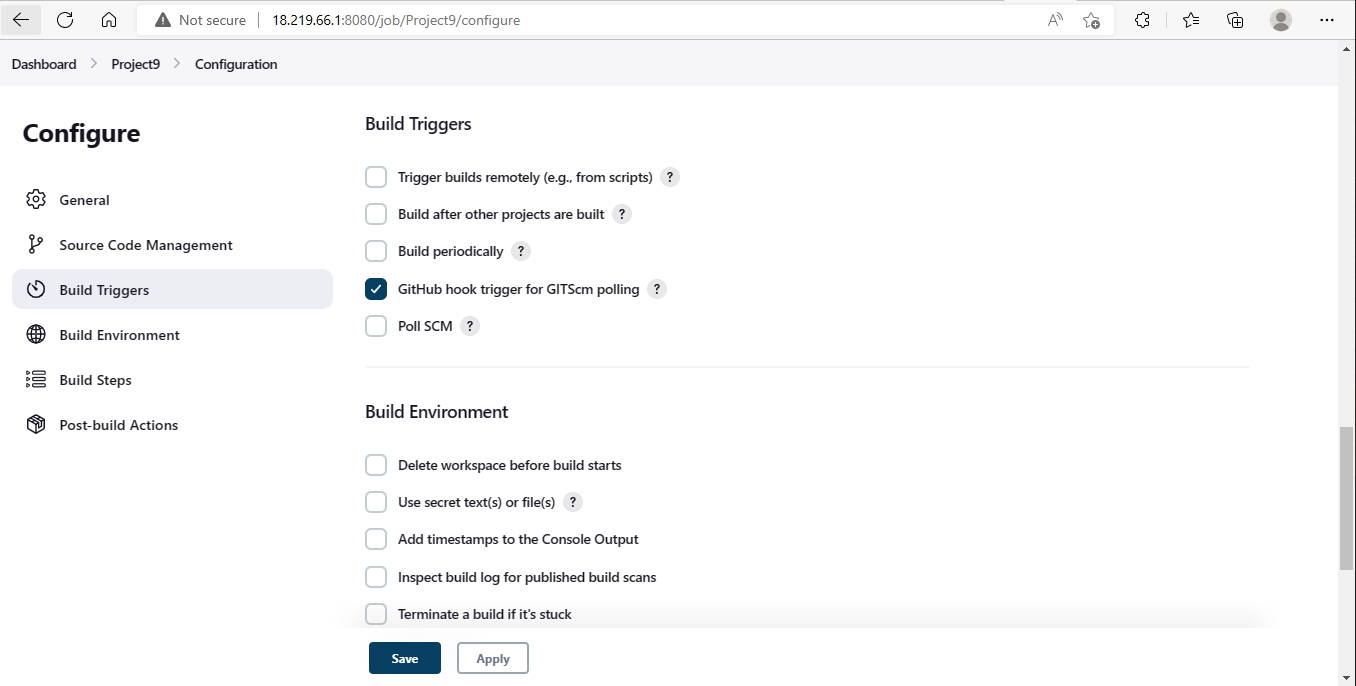 Not secure | 18.219.66.1:8080/job/Project9/configure
Dashboard > Project9 > Configuration
Configure
General
Source Code Management
Build Triggers
Build Environment
Build Steps
Post-build Actions
Build Triggers
Trigger builds remotely (e.g., from scripts) ?
Build after other projects are built ?
Build periodically ?
GitHub hook trigger for GITScm polling ?
Poll SCM ?
Build Environment
Delete workspace before build starts
Use secret text(s) or file(s) ?
Add timestamps to the Console Output
Inspect build log for published build scans
Terminate a build if it's stuck
Save Apply